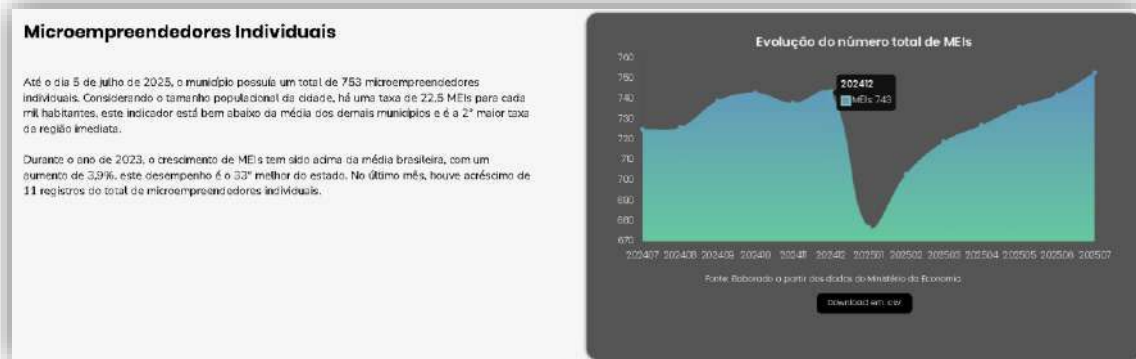 Microempreendedores Individuais
Até o dia 5 de julho de 2025, o município possuía um total de 753 microempreendedores
individuais. Considerando o tamanho populacional da cidade, há uma taxa de 22,5 MEIs para cada
mil habitantes, este indicador está bem abaixo da média dos demais municípios e é a 2° maior taxa
da região imediata.
Durante o ano de 2023, o crescimento de MEIs tem sido acima da média brasileira, com um
aumento de 3,9%, este desempenho é o 33° melhor do estado. No último mês, houve acréscimo de
11 registros do total de microempreendedores individuais.
Evolução do número total de MEIs
760
750
740
730
720
710
700
690
680
670
202412
MEIs: 743
202407 202408 202409 202410 202411 202412 202501 202502 202503 202504 202505 202506 202507
Fonte: Elaborado a partir dos dados do Ministério da Economia
Download em .csv